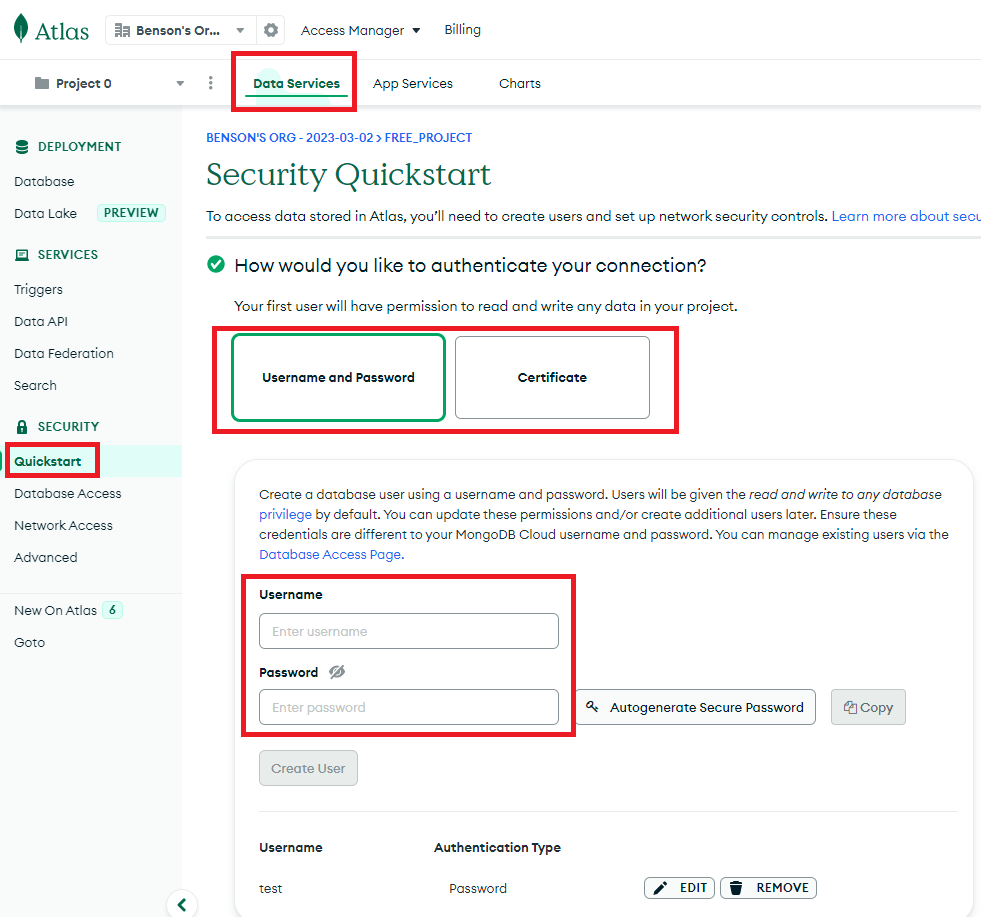 Atlas
Benson's Or...
Access Manager
Billing
Project 0
Data Services
App Services
Charts
DEPLOYMENT
Database
Data Lake PREVIEW
SERVICES
Triggers
Data API
Data Federation
Search
SECURITY
Quickstart
Database Access
Network Access
Advanced
New On Atlas 6
Goto
BENSON'S ORG - 2023-03-02 > FREE_PROJECT
Security Quickstart
To access data stored in Atlas, you’ll need to create users and set up network security controls. Learn more about secu
How would you like to authenticate your connection?
Your first user will have permission to read and write any data in your project.
Username and Password
Certificate
Create a database user using a username and password. Users will be given the read and write to any database
privilege by default. You can update these permissions and/or create additional users later. Ensure these
credentials are different to your MongoDB Cloud username and password. You can manage existing users via the
Database Access Page.
Username
Enter username
Password
Enter password
Autogenerate Secure Password
Copy
Create User
Username Authentication Type
test Password EDIT REMOVE